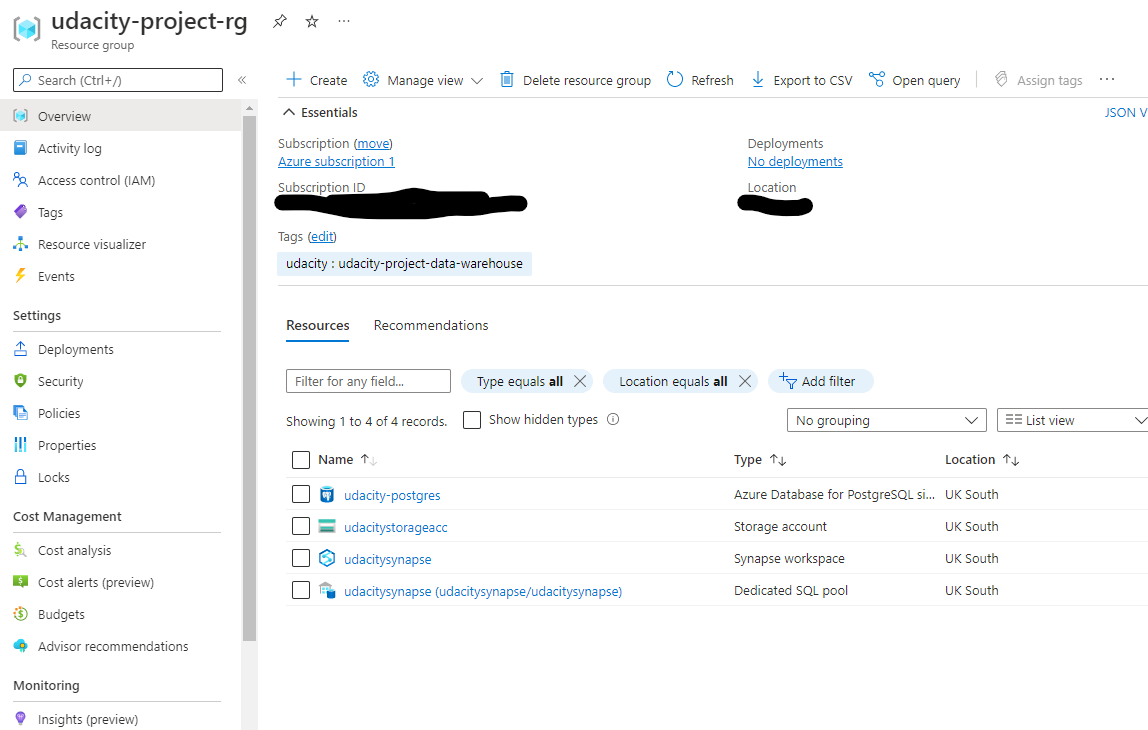 udacity-project-rg
Resource group
Search (Ctrl+/)
«
Overview
Activity log
Access control (IAM)
Tags
Resource visualizer
Events
Settings
Deployments
Security
Policies
Properties
Locks
Cost Management
Cost analysis
Cost alerts (preview)
Budgets
Advisor recommendations
Monitoring
Insights (preview)
Create Manage view Delete resource group Refresh Export to CSV Open query Assign tags
Essentials JSON V
Subscription (move) Deployments
Azure subscription 1 No deployments
Subscription ID Location
Tags (edit)
udacity : udacity-project-data-warehouse
Resources Recommendations
Filter for any field... Type equals all Location equals all Add filter
Showing 1 to 4 of 4 records. Show hidden types No grouping List view
Name Type Location
udacity-postgres Azure Database for PostgreSQL si... UK South
udacitystorageacc Storage account UK South
udacitysynapse Synapse workspace UK South
udacitysynapse (udacitysynapse/udacitysynapse) Dedicated SQL pool UK South